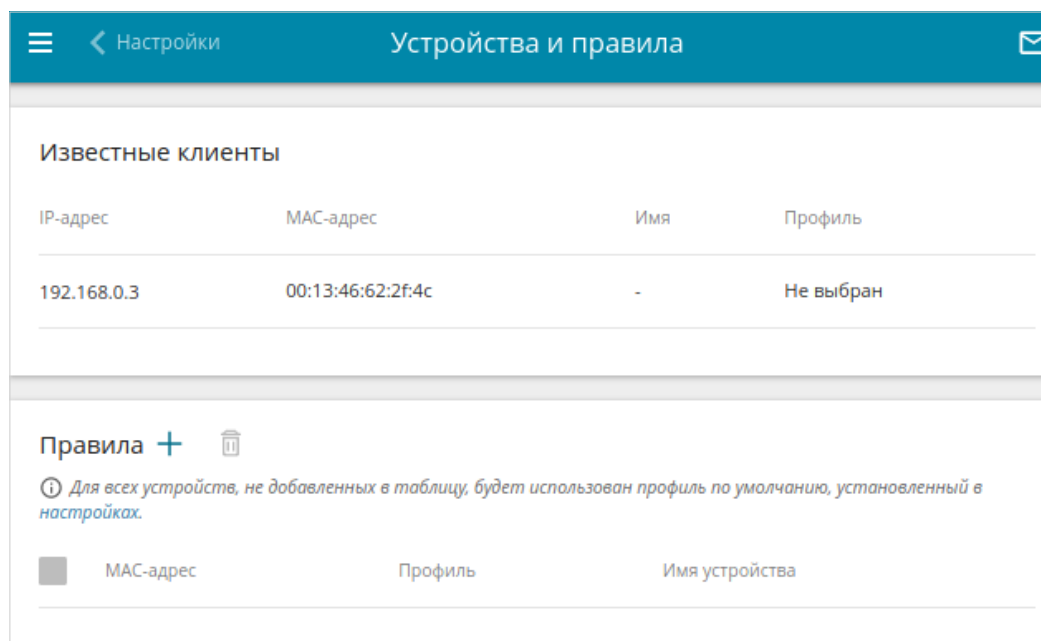 Настройки
Устройства и правила
Известные клиенты
IP-адрес MAC-адрес Имя Профиль
192.168.0.3 00:13:46:62:2f:4c - Не выбран
Правила
Для всех устройств, не добавленных в таблицу, будет использован профиль по умолчанию, установленный в
настройках.
MAC-адрес Профиль Имя устройства